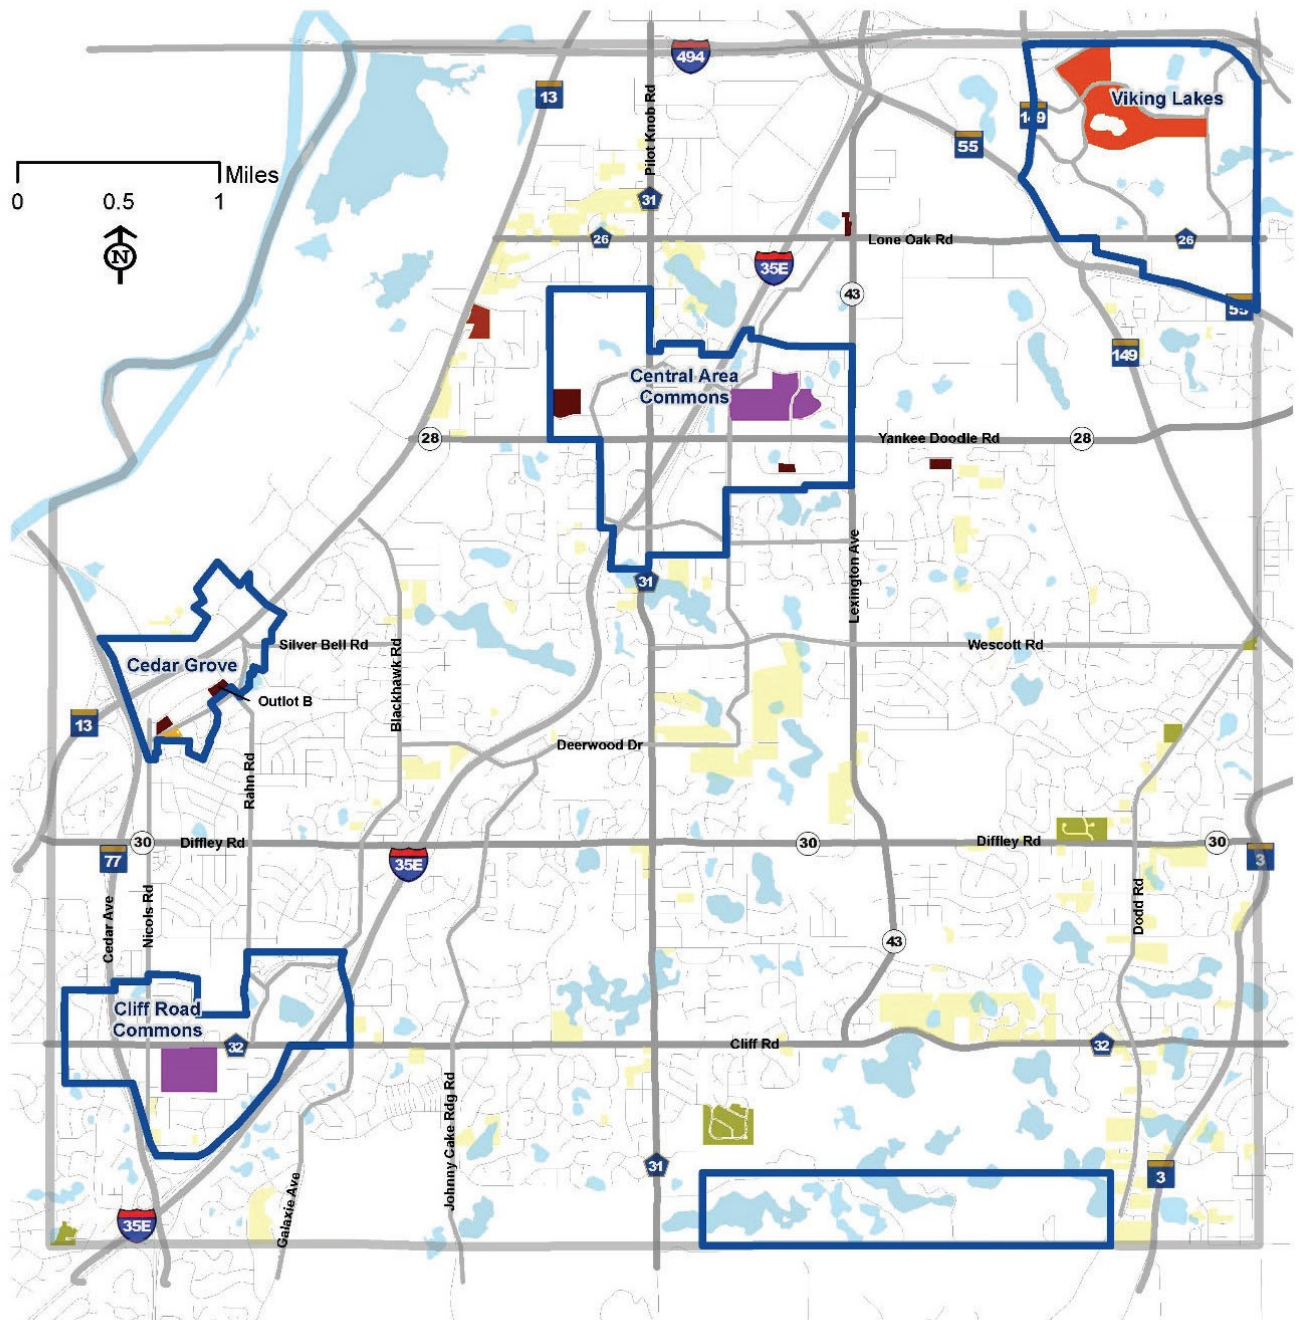 494
13
Pilot Knob Rd
Viking Lakes
149
55
Miles
0 0.5 1
N
31
26
Lone Oak Rd
26
35E
43
55
149
Central Area
Commons
28
Yankee Doodle Rd
28
31
Lexington Ave
Silver Bell Rd
Blackhawk Rd
Wescott Rd
Cedar Grove
Outlot B
13
Deerwood Dr
Rahn Rd
30
Diffley Rd
30
Diffley Rd
30
77
35E
3
Cedar Ave
Nicols Rd
Dodd Rd
43
Cliff Road
Commons
32
Cliff Rd
32
Johnny Cake Rdg Rd
31
3
Galaxie Ave
35E